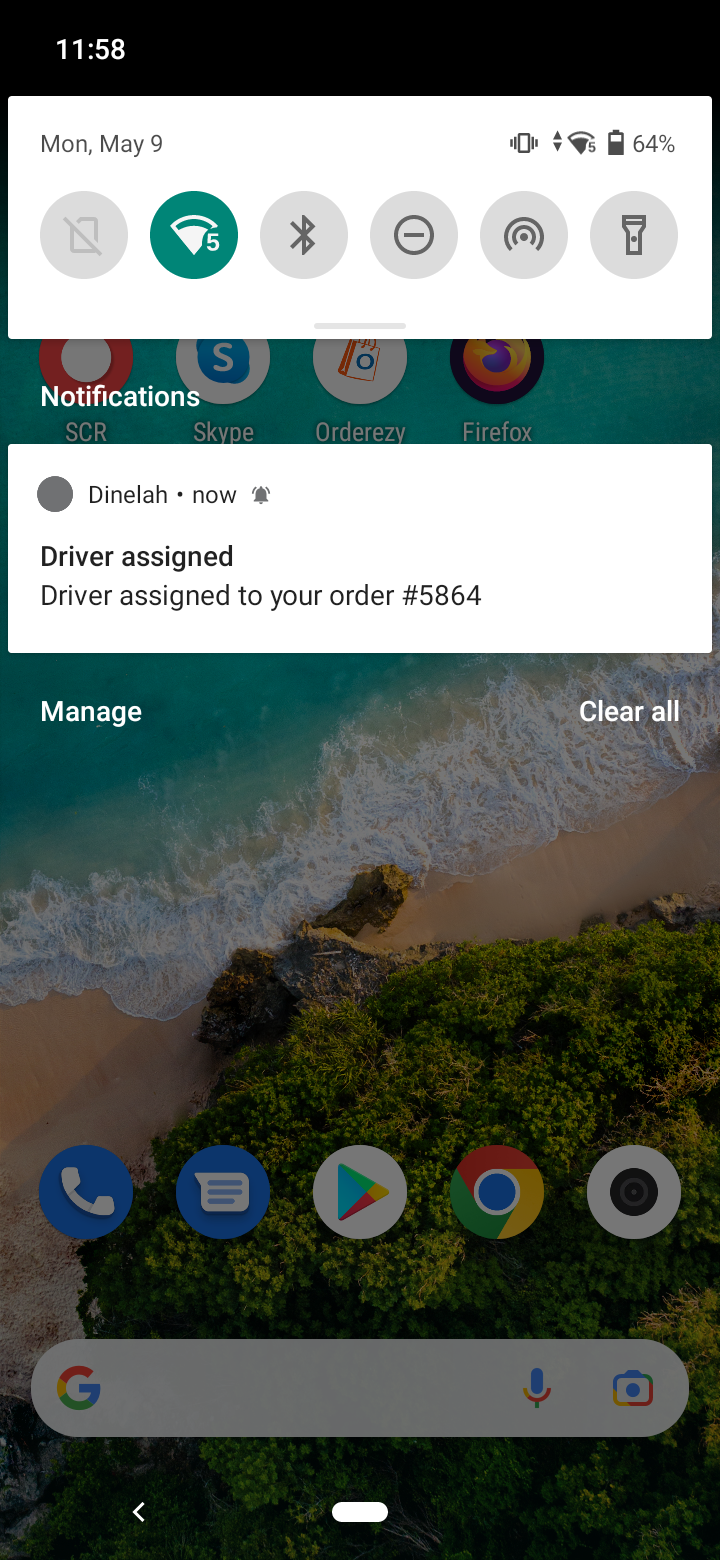 11:58
Mon, May 9
5
64%
5
Notifications
SCR
Skype
Orderezy
Firefox
Dinelah • now
Driver assigned
Driver assigned to your order #5864
Manage
Clear all